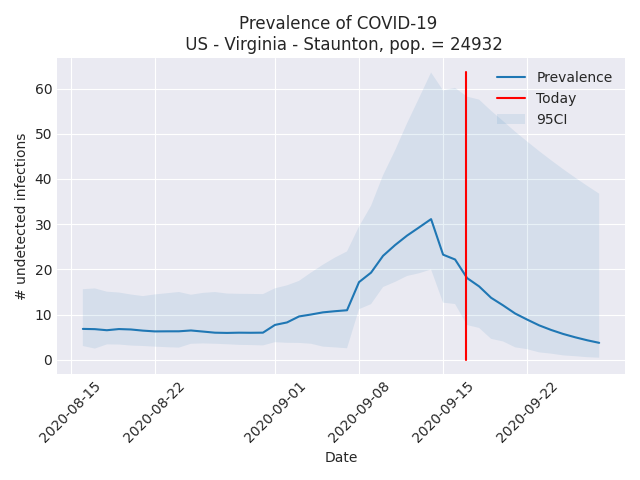 Prevalence of COVID-19
US - Virginia - Staunton, pop. = 24932
# undetected infections
60
50
40
30
20
10
0
Prevalence
Today
95CI
2020-08-15
2020-08-22
2020-09-01
2020-09-08
2020-09-15
2020-09-22
Date